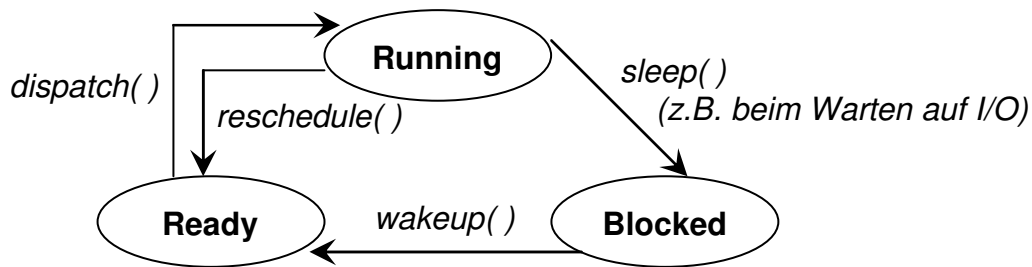 Running
dispatch( )
sleep( )
(z.B. beim Warten auf I/O)
reschedule( )
Ready
wakeup( )
Blocked